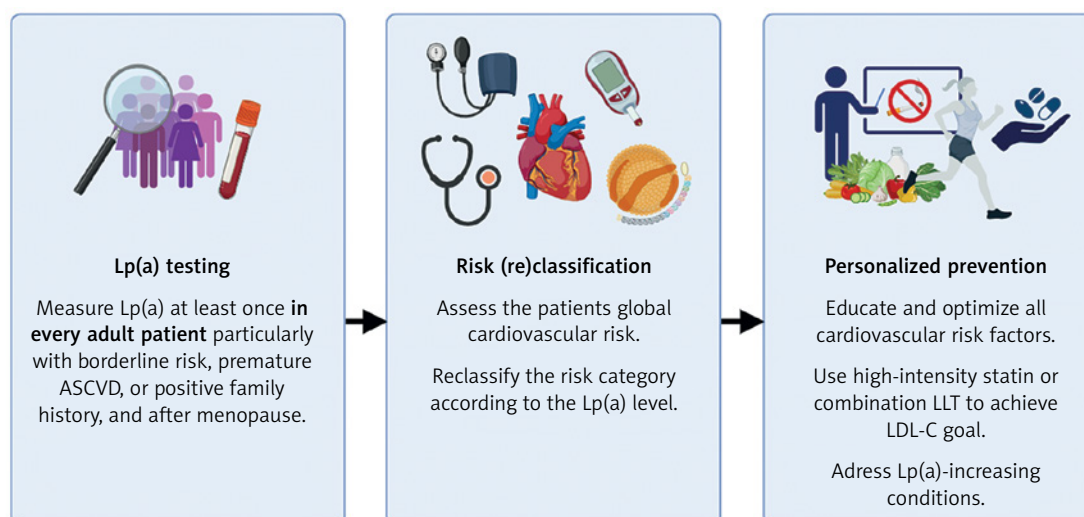 Lp(a) testing
Measure Lp(a) at least once in
every adult patient particularly
with borderline risk, premature
ASCVD, or positive family
history, and after menopause.
Risk (re)classification
Assess the patients global
cardiovascular risk.
Reclassify the risk category
according to the Lp(a) level.
Personalized prevention
Educate and optimize all
cardiovascular risk factors.
Use high-intensity statin or
combination LLT to achieve
LDL-C goal.
Adress Lp(a)-increasing
conditions.